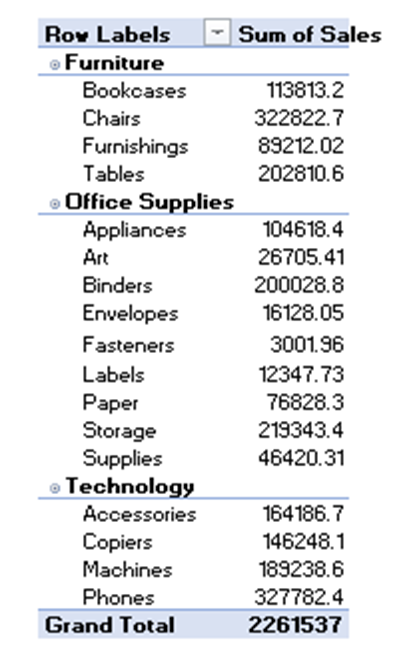 Row Labels Sum of Sales
Furniture
Bookcases 113813.2
Chairs 322822.7
Furnishings 89212.02
Tables 202810.6
Office Supplies
Appliances 104618.4
Art 26705.41
Binders 200028.8
Envelopes 16128.05
Fasteners 3001.96
Labels 12347.73
Paper 76828.3
Storage 219343.4
Supplies 46420.31
Technology
Accessories 164186.7
Copiers 146248.1
Machines 189238.6
Phones 327782.4
Grand Total 2261537